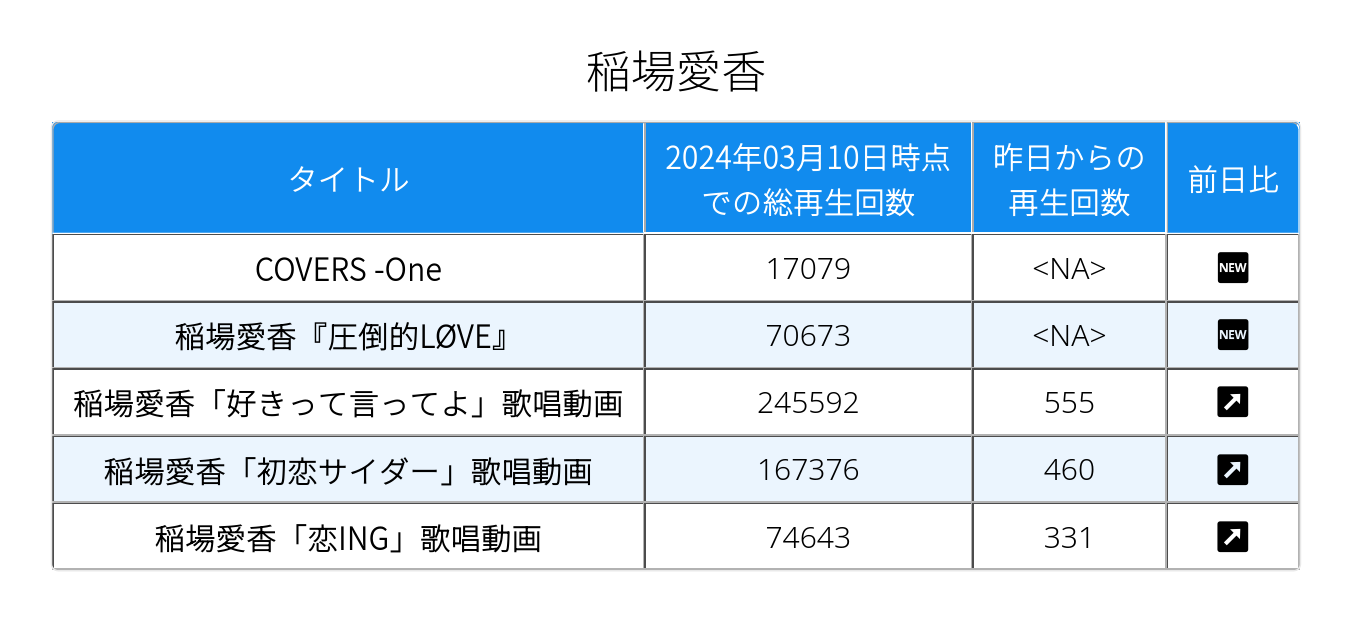 稲場愛香
タイトル
2024年03月10日時点
での総再生回数
昨日からの
再生回数
前日比
COVERS -One
17079
<NA>
NEW
稲場愛香『圧倒的LØVE』
70673
<NA>
NEW
稲場愛香「好きって言ってよ」歌唱動画
245592
555
稲場愛香「初恋サイダー」歌唱動画
167376
460
稲場愛香「恋ING」歌唱動画
74643
331